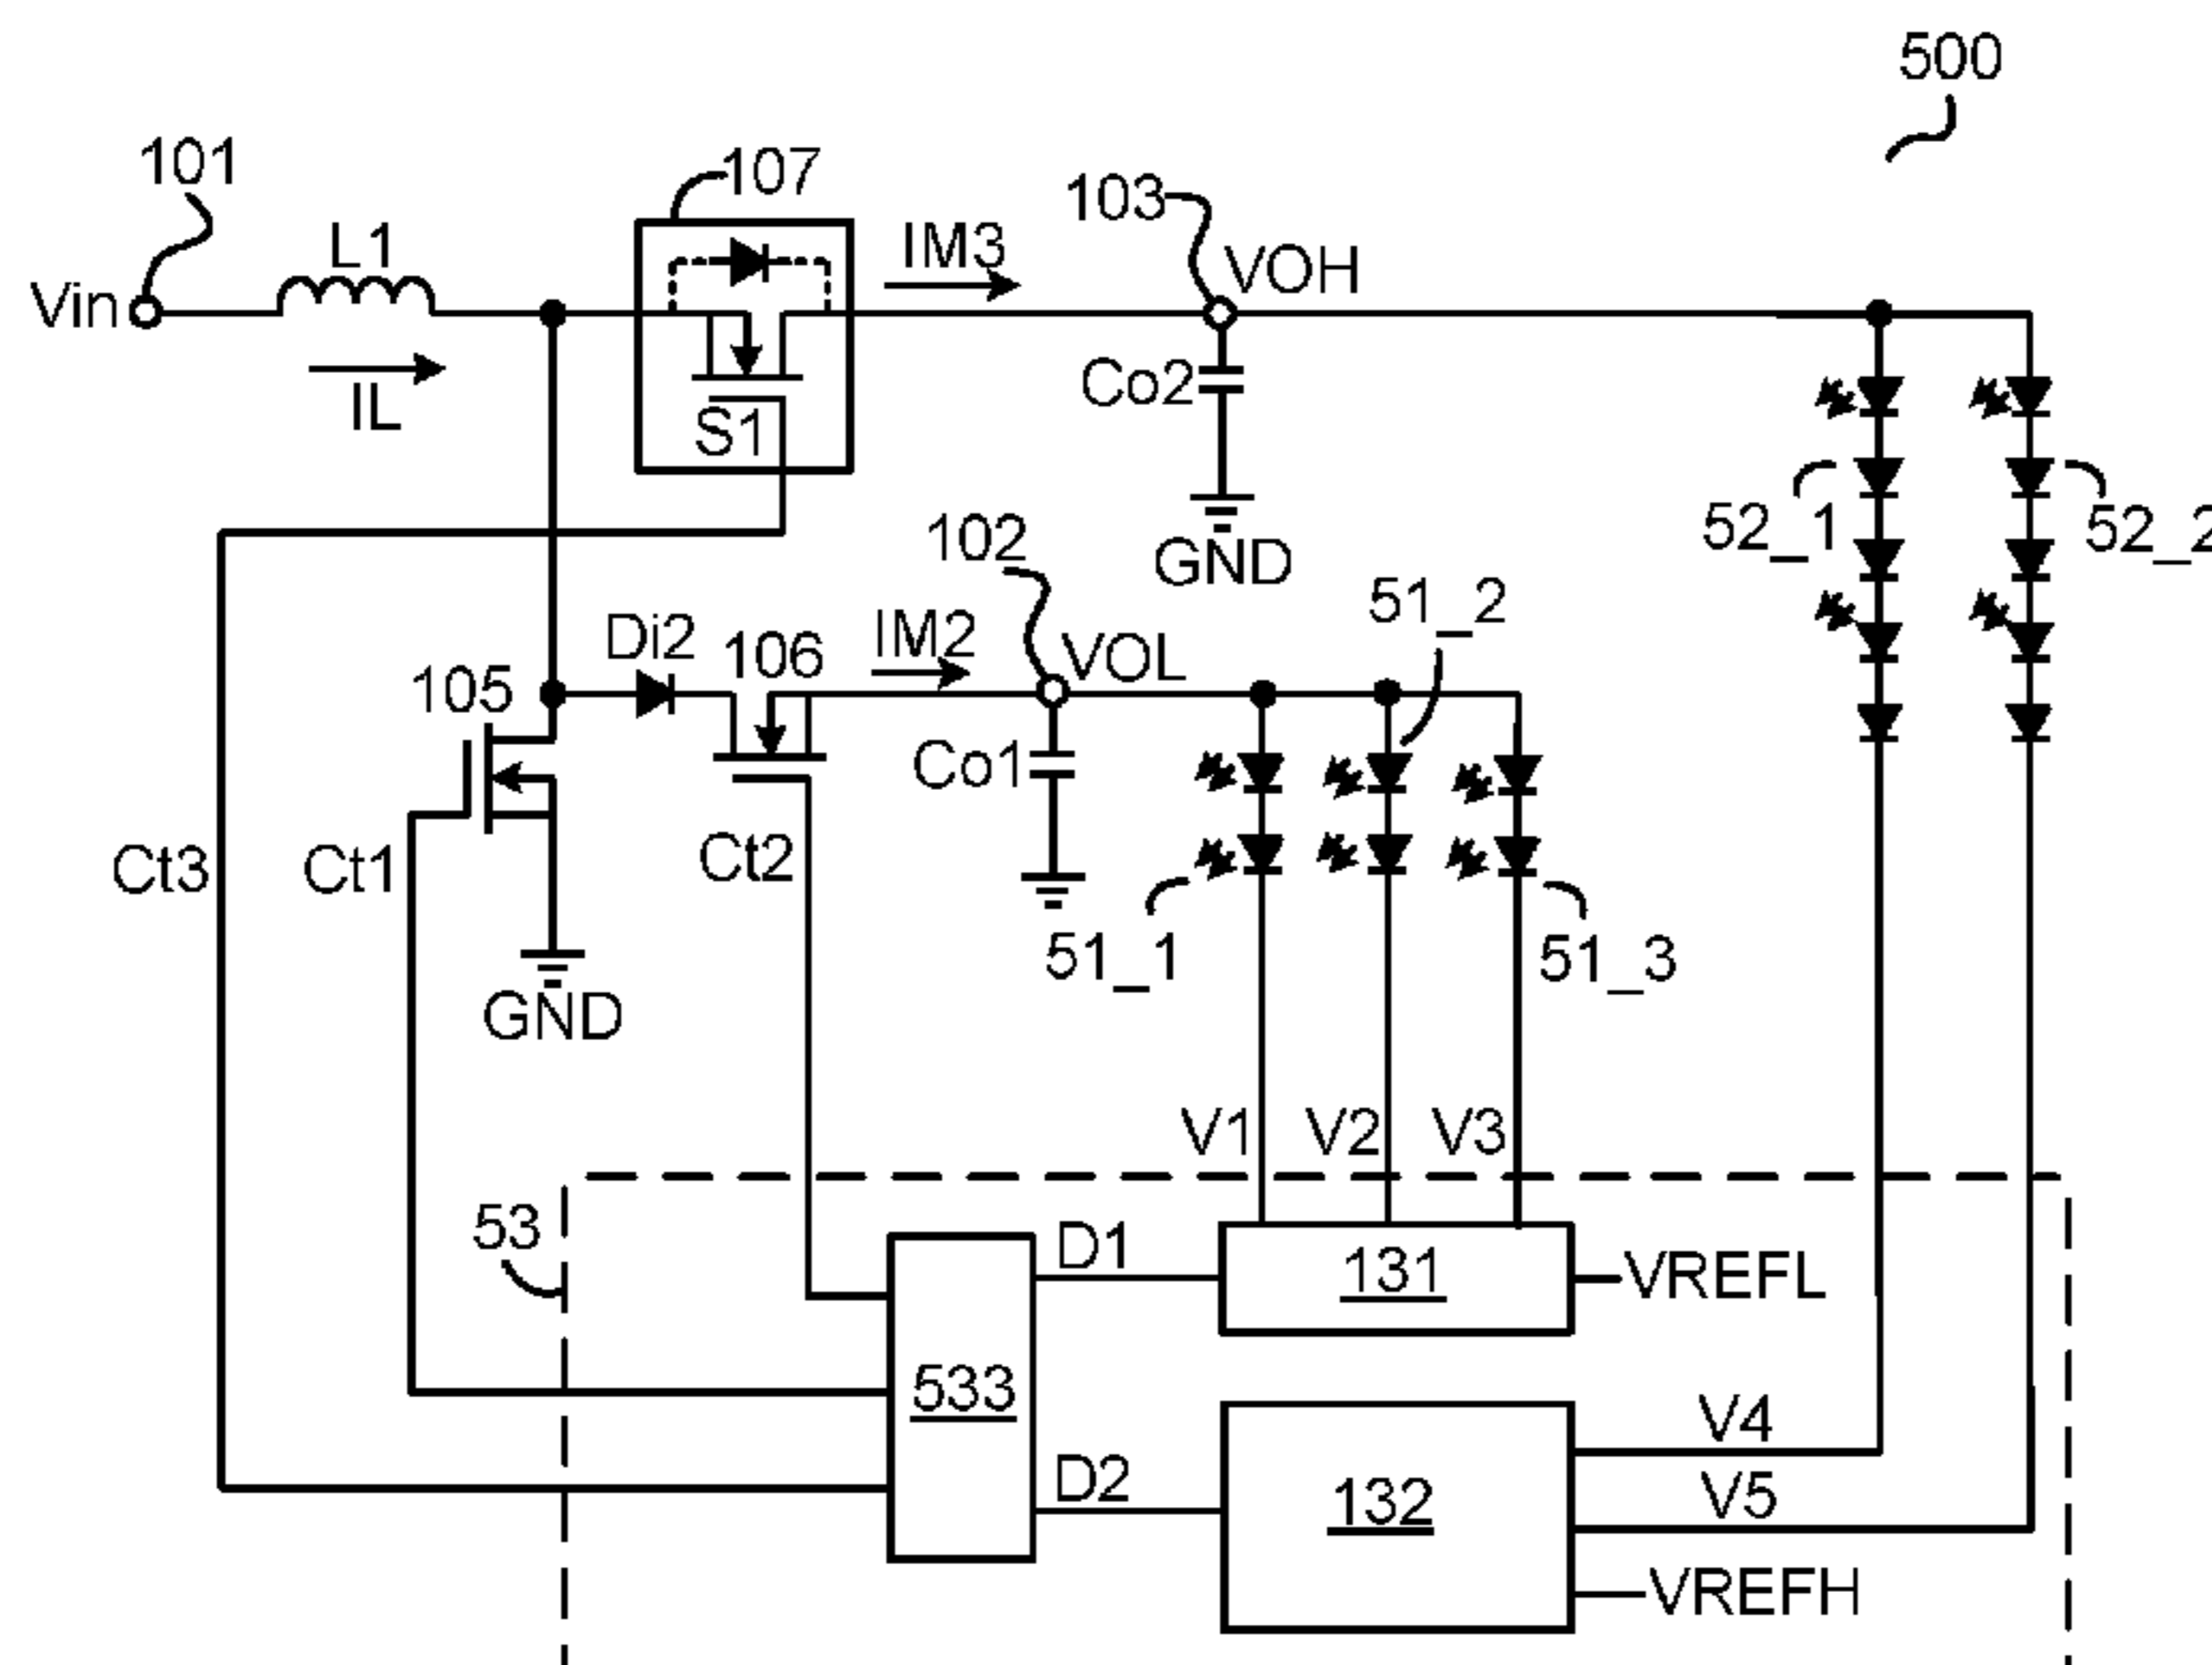 500
101
107
103
L1
IM3
VOH
Vin
IL
S1
Co2
GND
102
52_1
52_2
51_2
Di2
106
IM2
VOL
105
Co1
Ct3
Ct1
Ct2
51_1
51_3
GND
V1
V2
V3
53
D1
131
VREFL
533
V4
D2
132
V5
VREFH